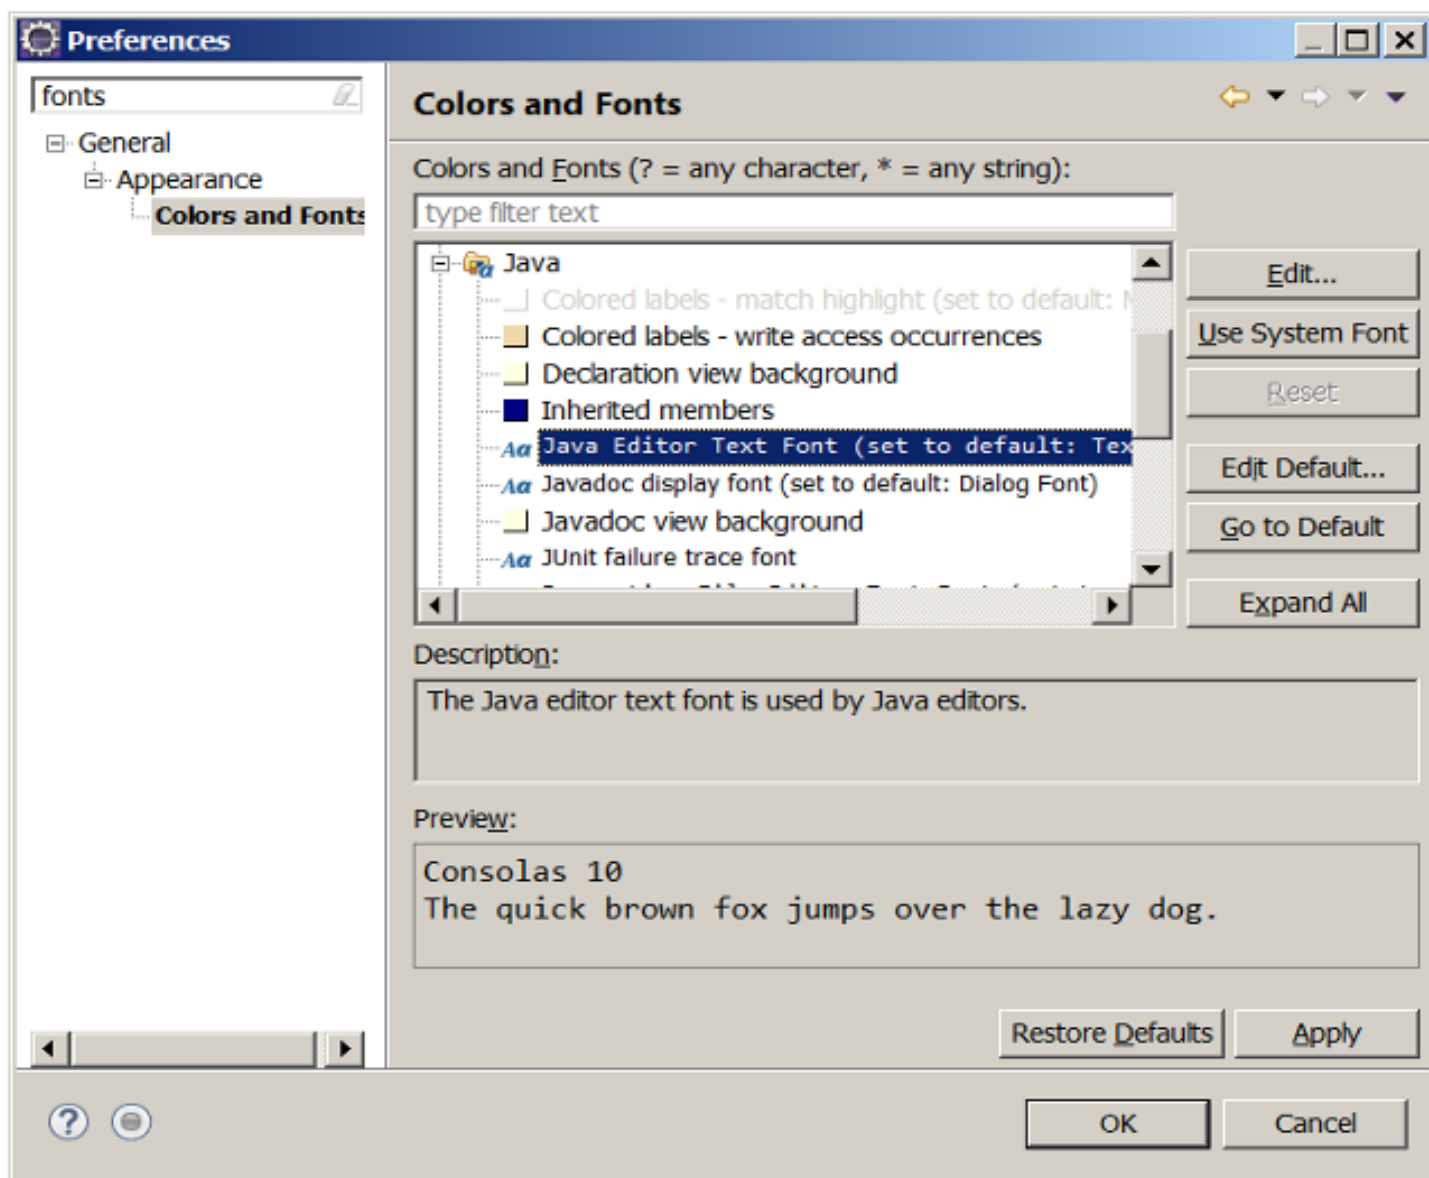 Preferences
fonts
General
Appearance
Colors and Fonts
Colors and Fonts
Colors and Fonts (? = any character, * = any string):
type filter text
Java
Colored labels - match highlight (set to default:
Colored labels - write access occurrences
Declaration view background
Inherited members
Aa Java Editor Text Font (set to default: Tex
Aa Javadoc display font (set to default: Dialog Font)
Javadoc view background
Aa JUnit failure trace font
Edit...
Use System Font
Reset
Edit Default...
Go to Default
Expand All
Description:
The Java editor text font is used by Java editors.
Preview:
Consolas 10
The quick brown fox jumps over the lazy dog.
Restore Defaults
Apply
?
OK
Cancel